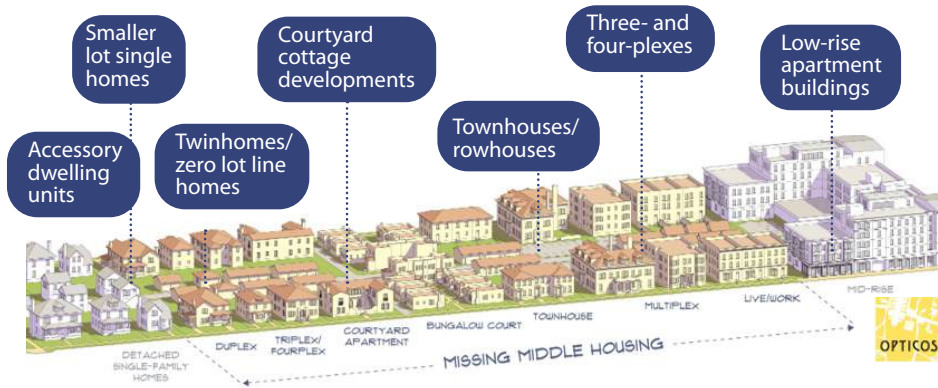 Smaller
lot single
homes
Courtyard
cottage
developments
Three- and
four-plexes
Low-rise
apartment
buildings
Accessory
dwelling
units
Twinhomes/
zero lot line
homes
Townhouses/
rowhouses
DETACHED
SINGLE-FAMILY
HOMES
DUPLEX
TRIPLEX/
FOURPLEX
COURTYARD
APARTMENT
BUNGALOW COURT
TOWNHOUSE
MULTIPLEX
LIVE/WORK
MID-RISE
MISSING MIDDLE HOUSING
OPTICOS